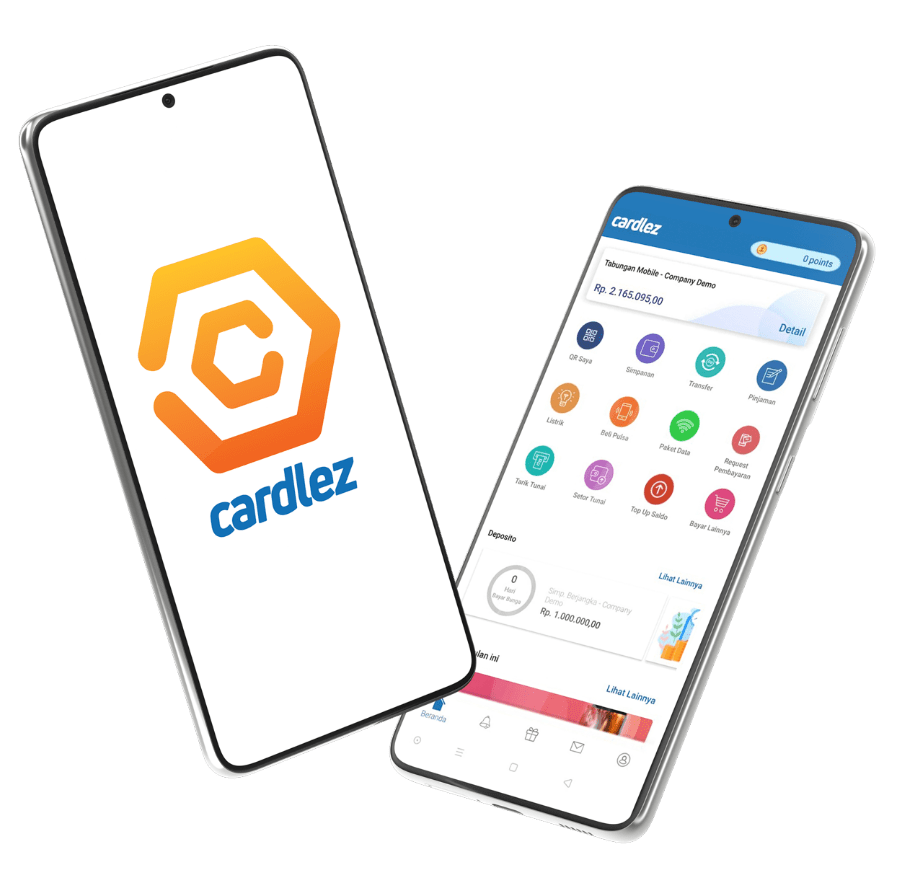 cardlez
cardlez
0 points
Tabungan Mobile - Company Demo
Rp. 2.165.095,00
Detail
QR Saya
Simpanan
Transfer
Pinjaman
Listrik
Beli Pulsa
Paket Data
Request
Pembayaran
Tarik Tunai
Setor Tunai
Top Up Saldo
Bayar Lainnya
Deposito
Lihat Lainnya
0
Hari
Bayar Bunga
Simp. Berjangka - Company
Demo
Rp. 1.000.000,00
ulan ini
Lihat Lainnya
Beranda